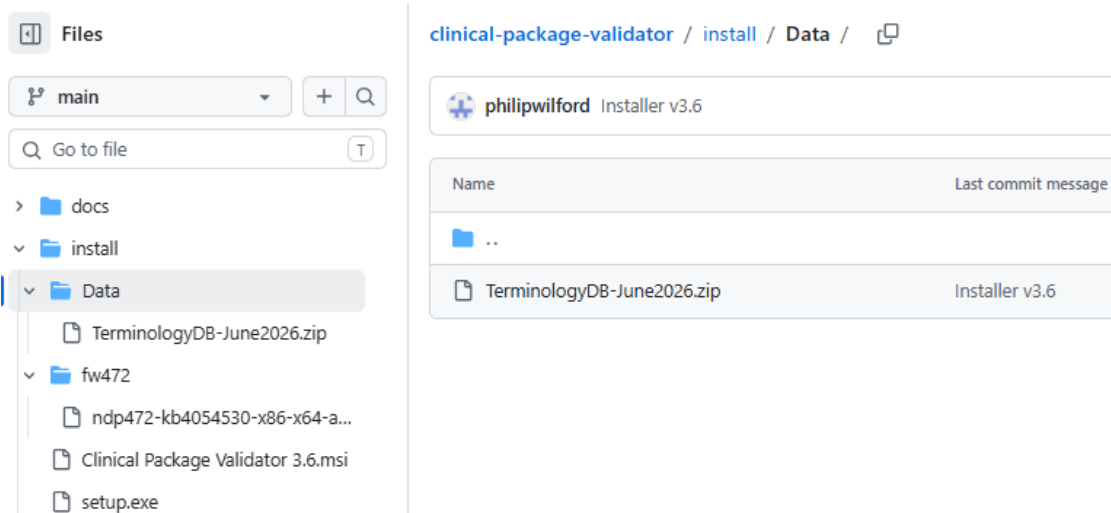 Files
main
Go to file
T
docs
install
Data
TerminologyDB-June2026.zip
fw472
ndp472-kb4054530-x86-x64-a...
Clinical Package Validator 3.6.msi
setup.exe
clinical-package-validator / install / Data /
philipwilford Installer v3.6
Name Last commit message
..
TerminologyDB-June2026.zip Installer v3.6